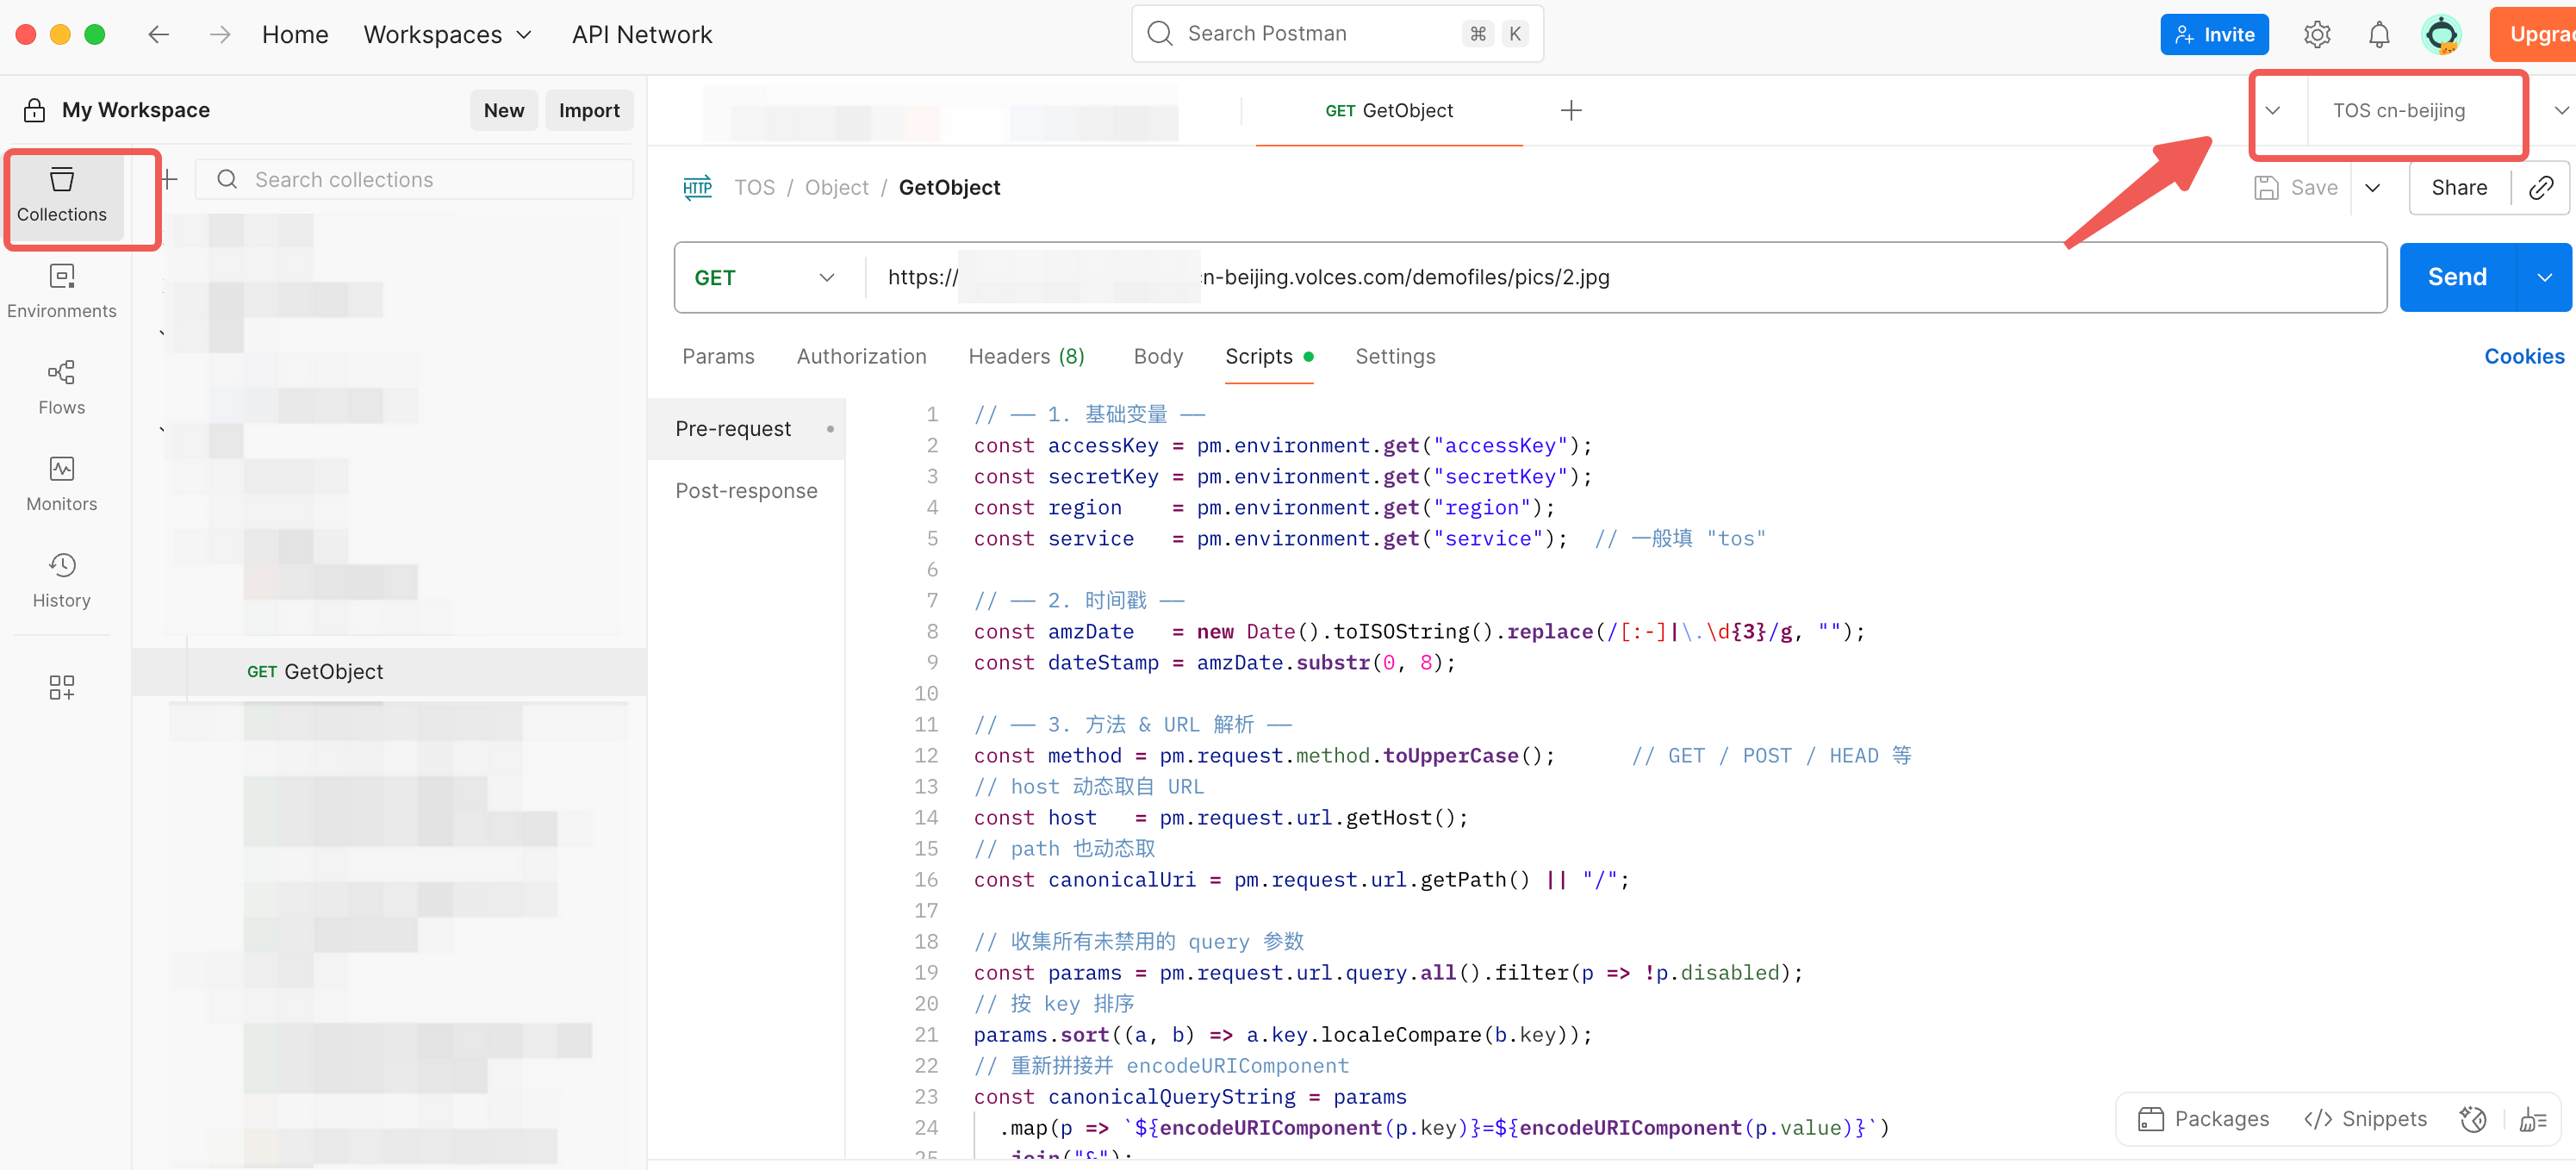 Home Workspaces API Network Search Postman ⌘ K Invite Upgrad
My Workspace New Import GET GetObject TOS cn-beijing
Collections Search collections
HTTP TOS / Object / GetObject Save Share
Environments
GET https:// cn-beijing.volces.com/demofiles/pics/2.jpg Send
Flows
Params Authorization Headers (8) Body Scripts Settings Cookies
Monitors
History
GET GetObject
Pre-request
Post-response
1 // —— 1. 基础变量 ——
2 const accessKey = pm.environment.get("accessKey");
3 const secretKey = pm.environment.get("secretKey");
4 const region    = pm.environment.get("region");
5 const service   = pm.environment.get("service");  // 一般填 "tos"
6
7 // —— 2. 时间戳 ——
8 const amzDate   = new Date().toISOString().replace(/[:-]|\.\d{3}/g, "");
9 const dateStamp = amzDate.substr(0, 8);
10
11 // —— 3. 方法 & URL 解析 ——
12 const method = pm.request.method.toUpperCase();      // GET / POST / HEAD 等
13 // host 动态取自 URL
14 const host   = pm.request.url.getHost();
15 // path 也动态取
16 const canonicalUri = pm.request.url.getPath() || "/";
17
18 // 收集所有未禁用的 query 参数
19 const params = pm.request.url.query.all().filter(p => !p.disabled);
20 // 按 key 排序
21 params.sort((a, b) => a.key.localeCompare(b.key));
22 // 重新拼接并 encodeURIComponent
23 const canonicalQueryString = params
24   .map(p => `${encodeURIComponent(p.key)}=${encodeURIComponent(p.value)}`)
25   .join("&");
Packages Snippets